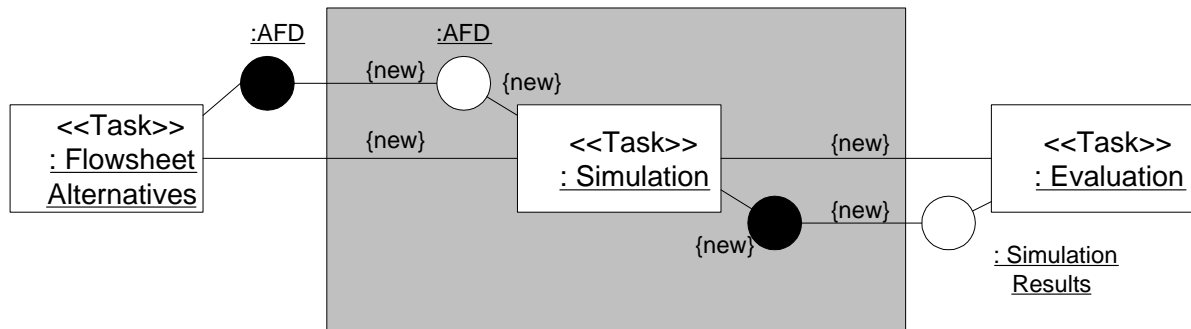 :AFD
:AFD
{new}
{new}
<<Task>>
: Flowsheet
Alternatives
{new}
<<Task>>
: Simulation
{new}
<<Task>>
: Evaluation
{new}
{new}
: Simulation
Results